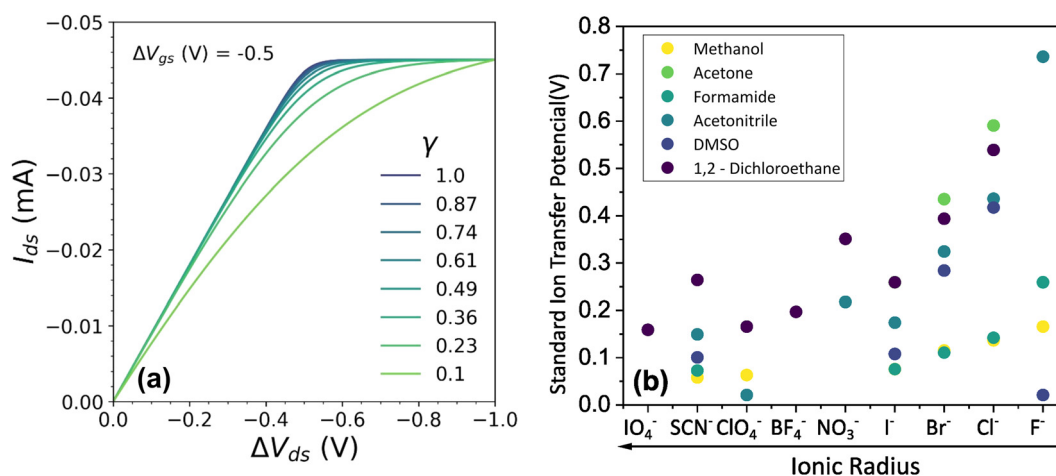 ΔV_gs (V) = -0.5
−0.05
−0.04
−0.03
−0.02
−0.01
0.00
I_ds (mA)
γ
1.0
0.87
0.74
0.61
0.49
0.36
0.23
0.1
(a)
0.0 −0.2 −0.4 −0.6 −0.8 −1.0
ΔV_ds (V)
0.8
0.7
0.6
0.5
0.4
0.3
0.2
0.1
0.0
Standard Ion Transfer Potential(V)
Methanol
Acetone
Formamide
Acetonitrile
DMSO
1,2 - Dichloroethane
(b)
IO₄⁻ SCN⁻ ClO₄⁻ BF₄⁻ NO₃⁻ I⁻ Br⁻ Cl⁻ F⁻
Ionic Radius